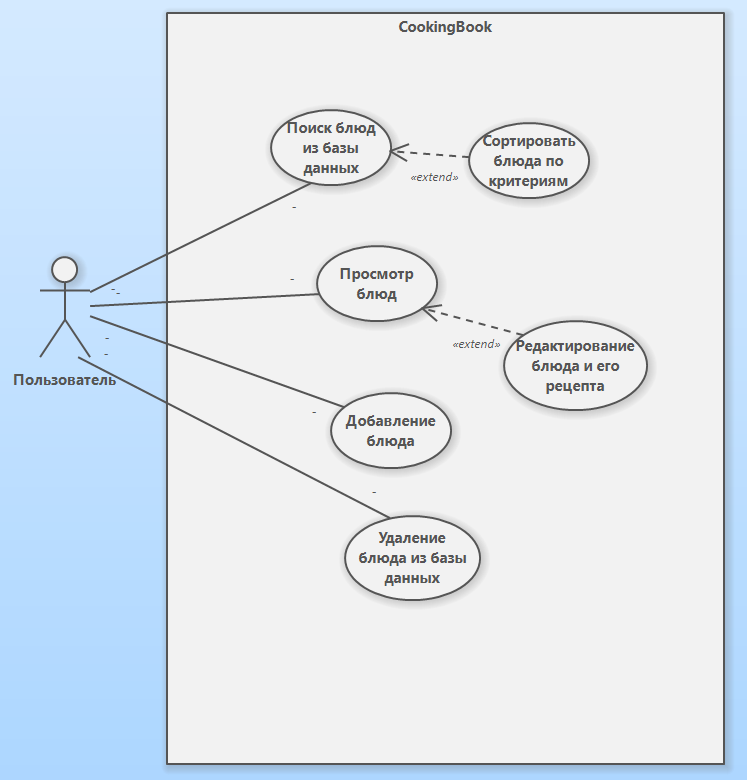 CookingBook
Поиск блюд
из базы
данных
Сортировать
блюда по
критериям
«extend»
-
-
-
-
Просмотр
блюд
«extend»
Редактирование
блюда и его
рецепта
-
-
Пользователь
-
Добавление
блюда
-
Удаление
блюда из базы
данных